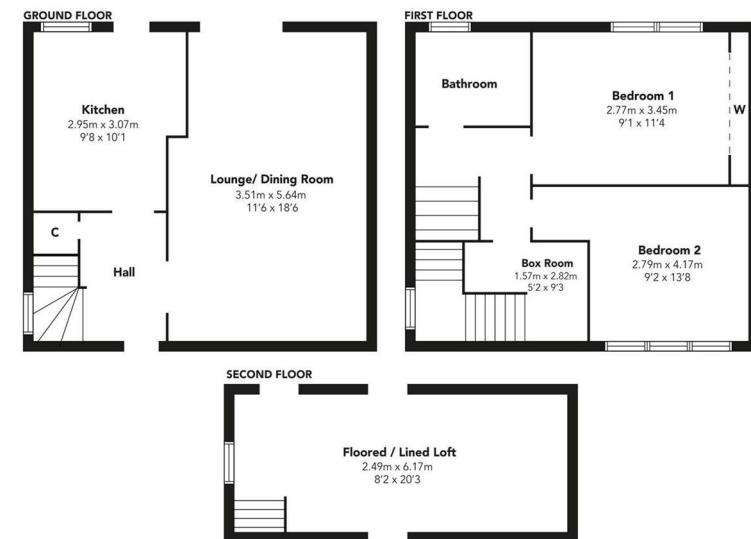 GROUND FLOOR
Kitchen
2.95m x 3.07m
9'8 x 10'1
Lounge/ Dining Room
3.51m x 5.64m
11'6 x 18'6
C
Hall
FIRST FLOOR
Bathroom
Bedroom 1
2.77m x 3.45m
9'1 x 11'4
W
Box Room
1.57m x 2.82m
5'2 x 9'3
Bedroom 2
2.79m x 4.17m
9'2 x 13'8
SECOND FLOOR
Floored / Lined Loft
2.49m x 6.17m
8'2 x 20'3